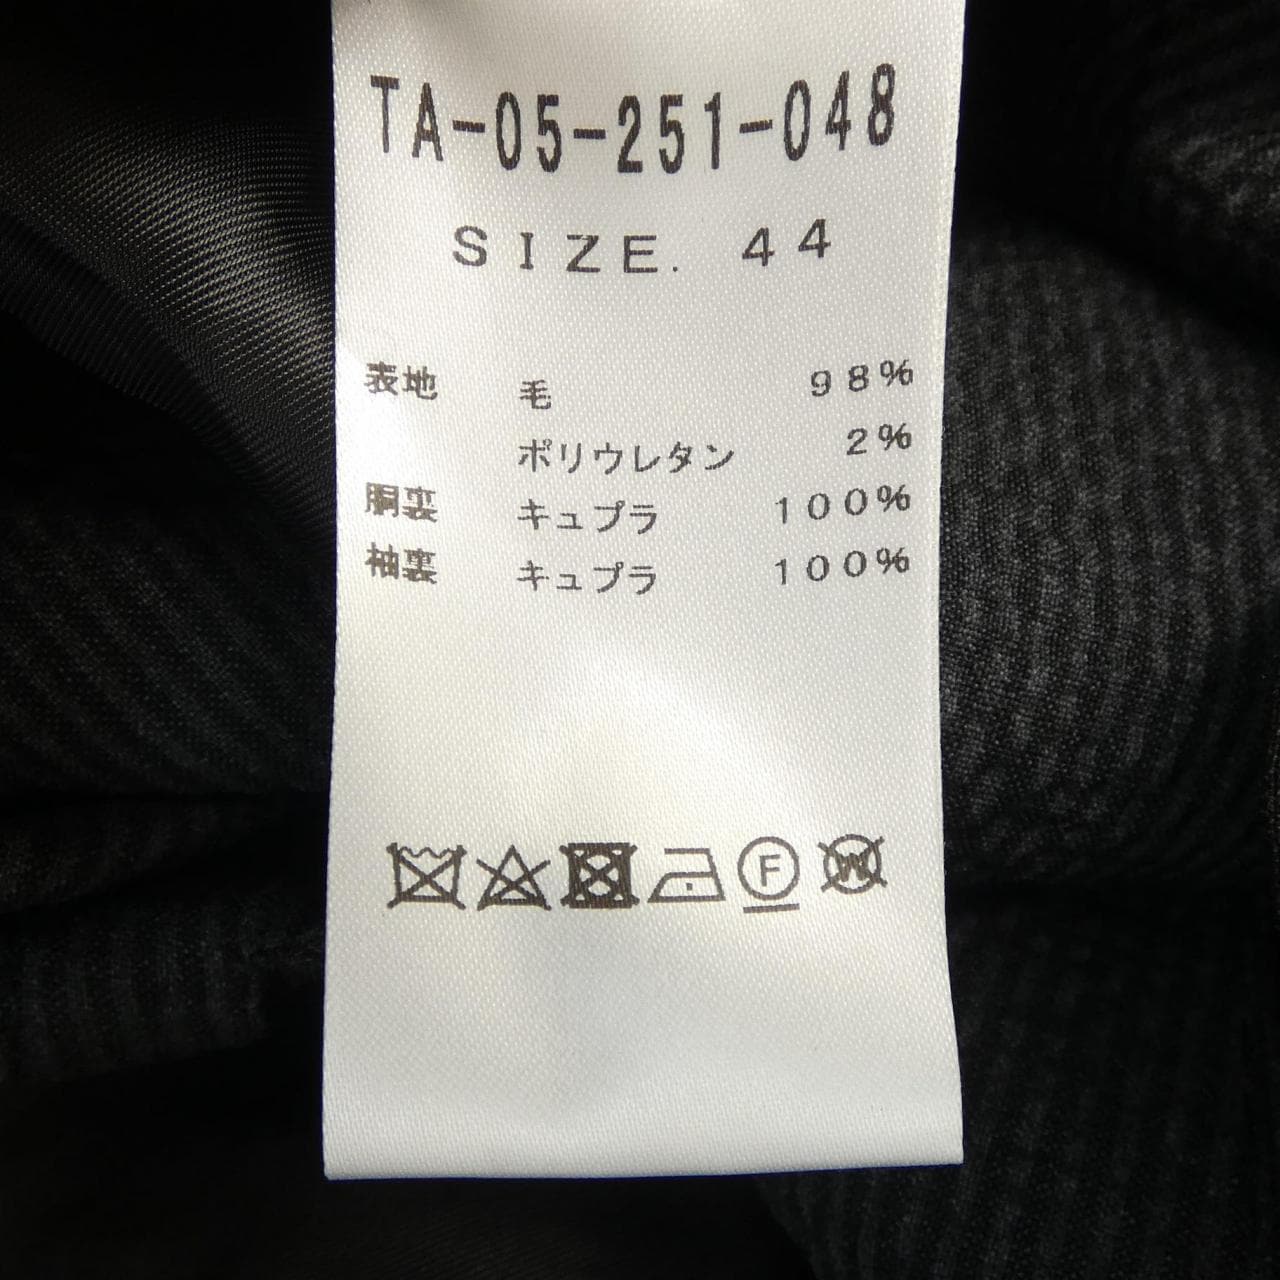 TA-05-251-048
SIZE. 44
表地 毛 98%
ポリウレタン 2%
胴裏 キュプラ 100%
袖裏 キュプラ 100%
F W